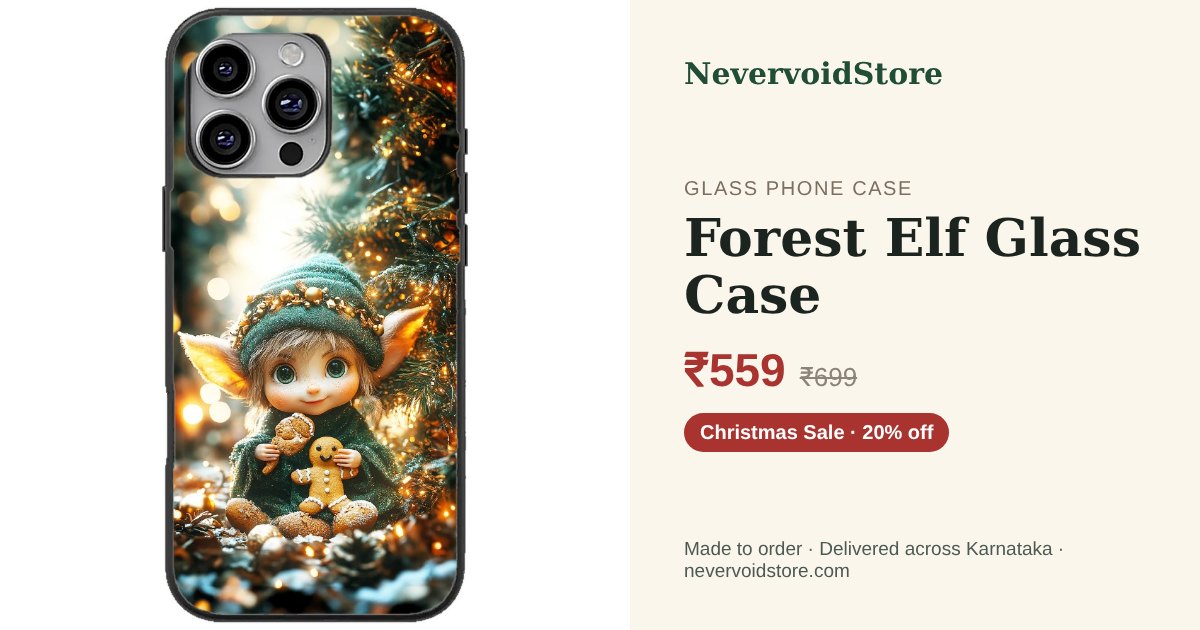 NevervoidStore
GLASS PHONE CASE
Forest Elf Glass
Case
₹559 ₹699
Christmas Sale · 20% off
Made to order · Delivered across Karnataka ·
nevervoidstore.com